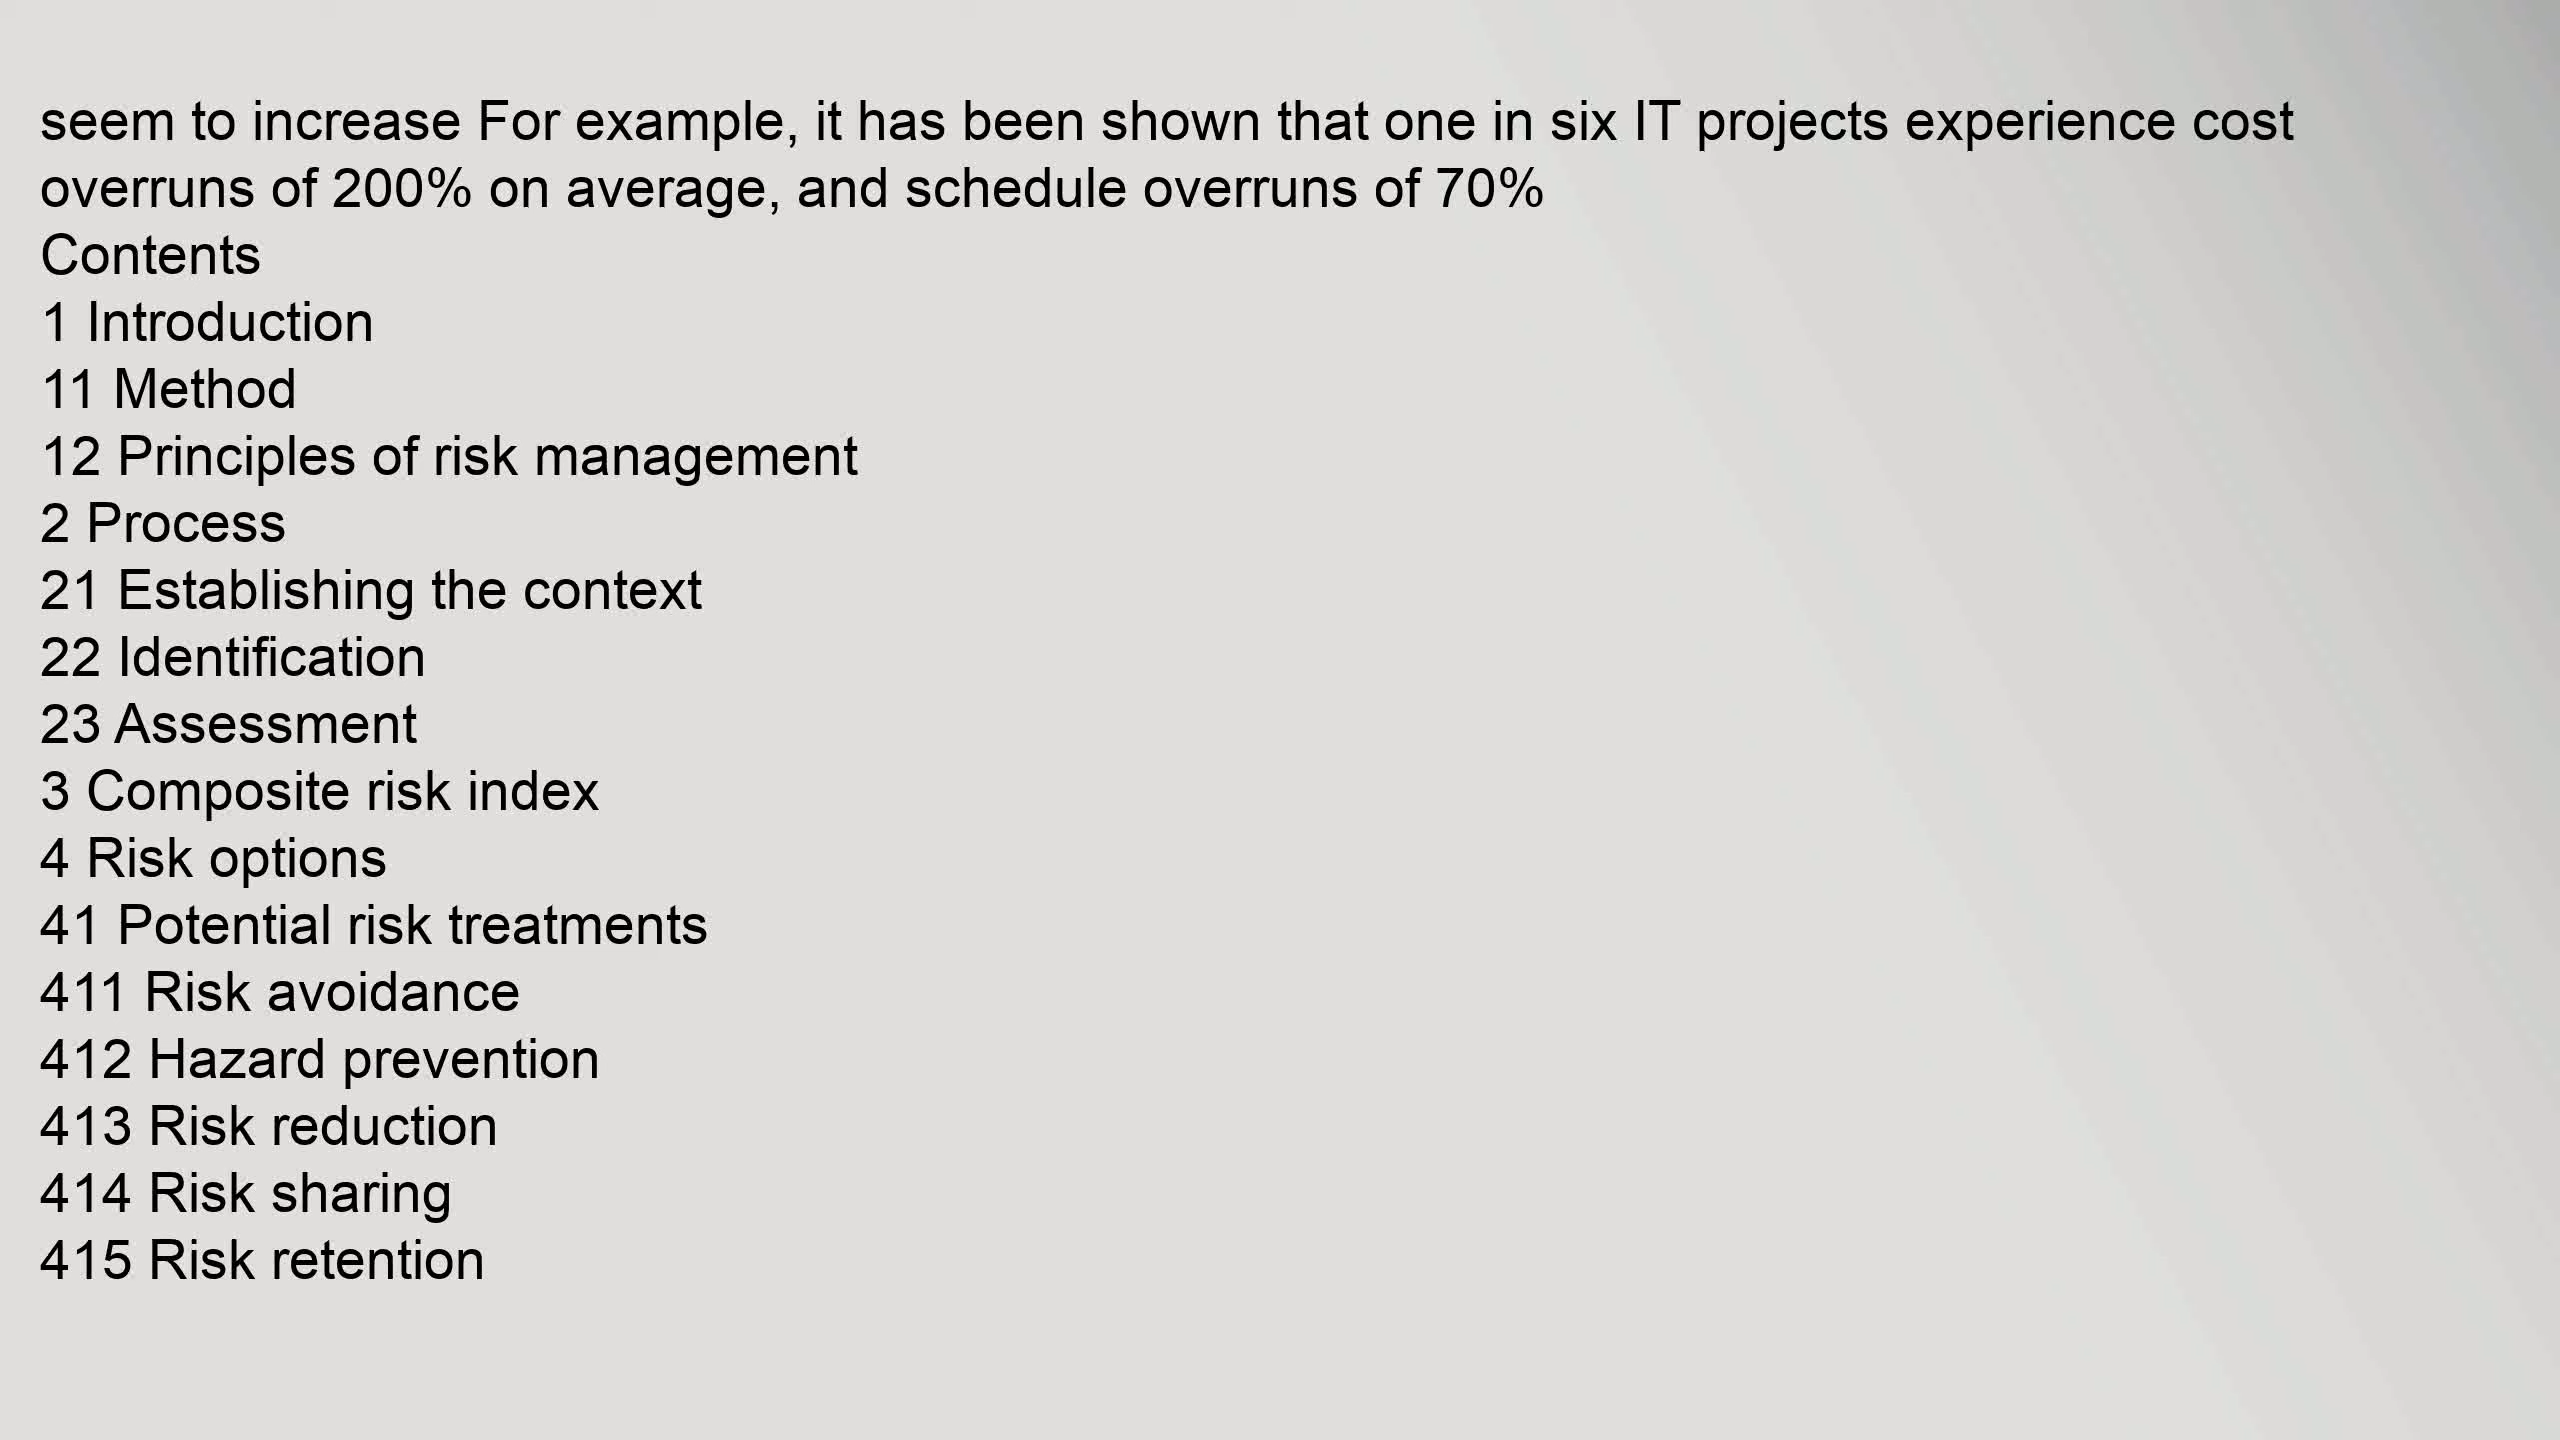 seem to increase For example, it has been shown that one in six IT projects experience cost
overruns of 200% on average, and schedule overruns of 70%
Contents
1 Introduction
11 Method
12 Principles of risk management
2 Process
21 Establishing the context
22 Identification
23 Assessment
3 Composite risk index
4 Risk options
41 Potential risk treatments
411 Risk avoidance
412 Hazard prevention
413 Risk reduction
414 Risk sharing
415 Risk retention